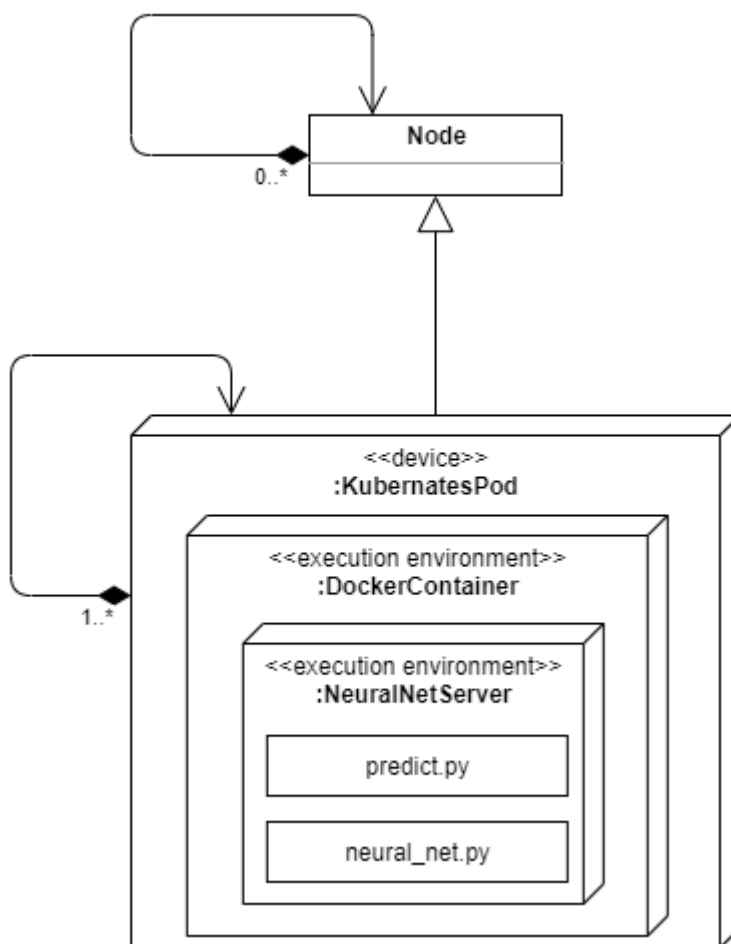 Node
0..*
<<device>>
:KubernatesPod
<<execution environment>>
:DockerContainer
1..*
<<execution environment>>
:NeuralNetServer
predict.py
neural_net.py